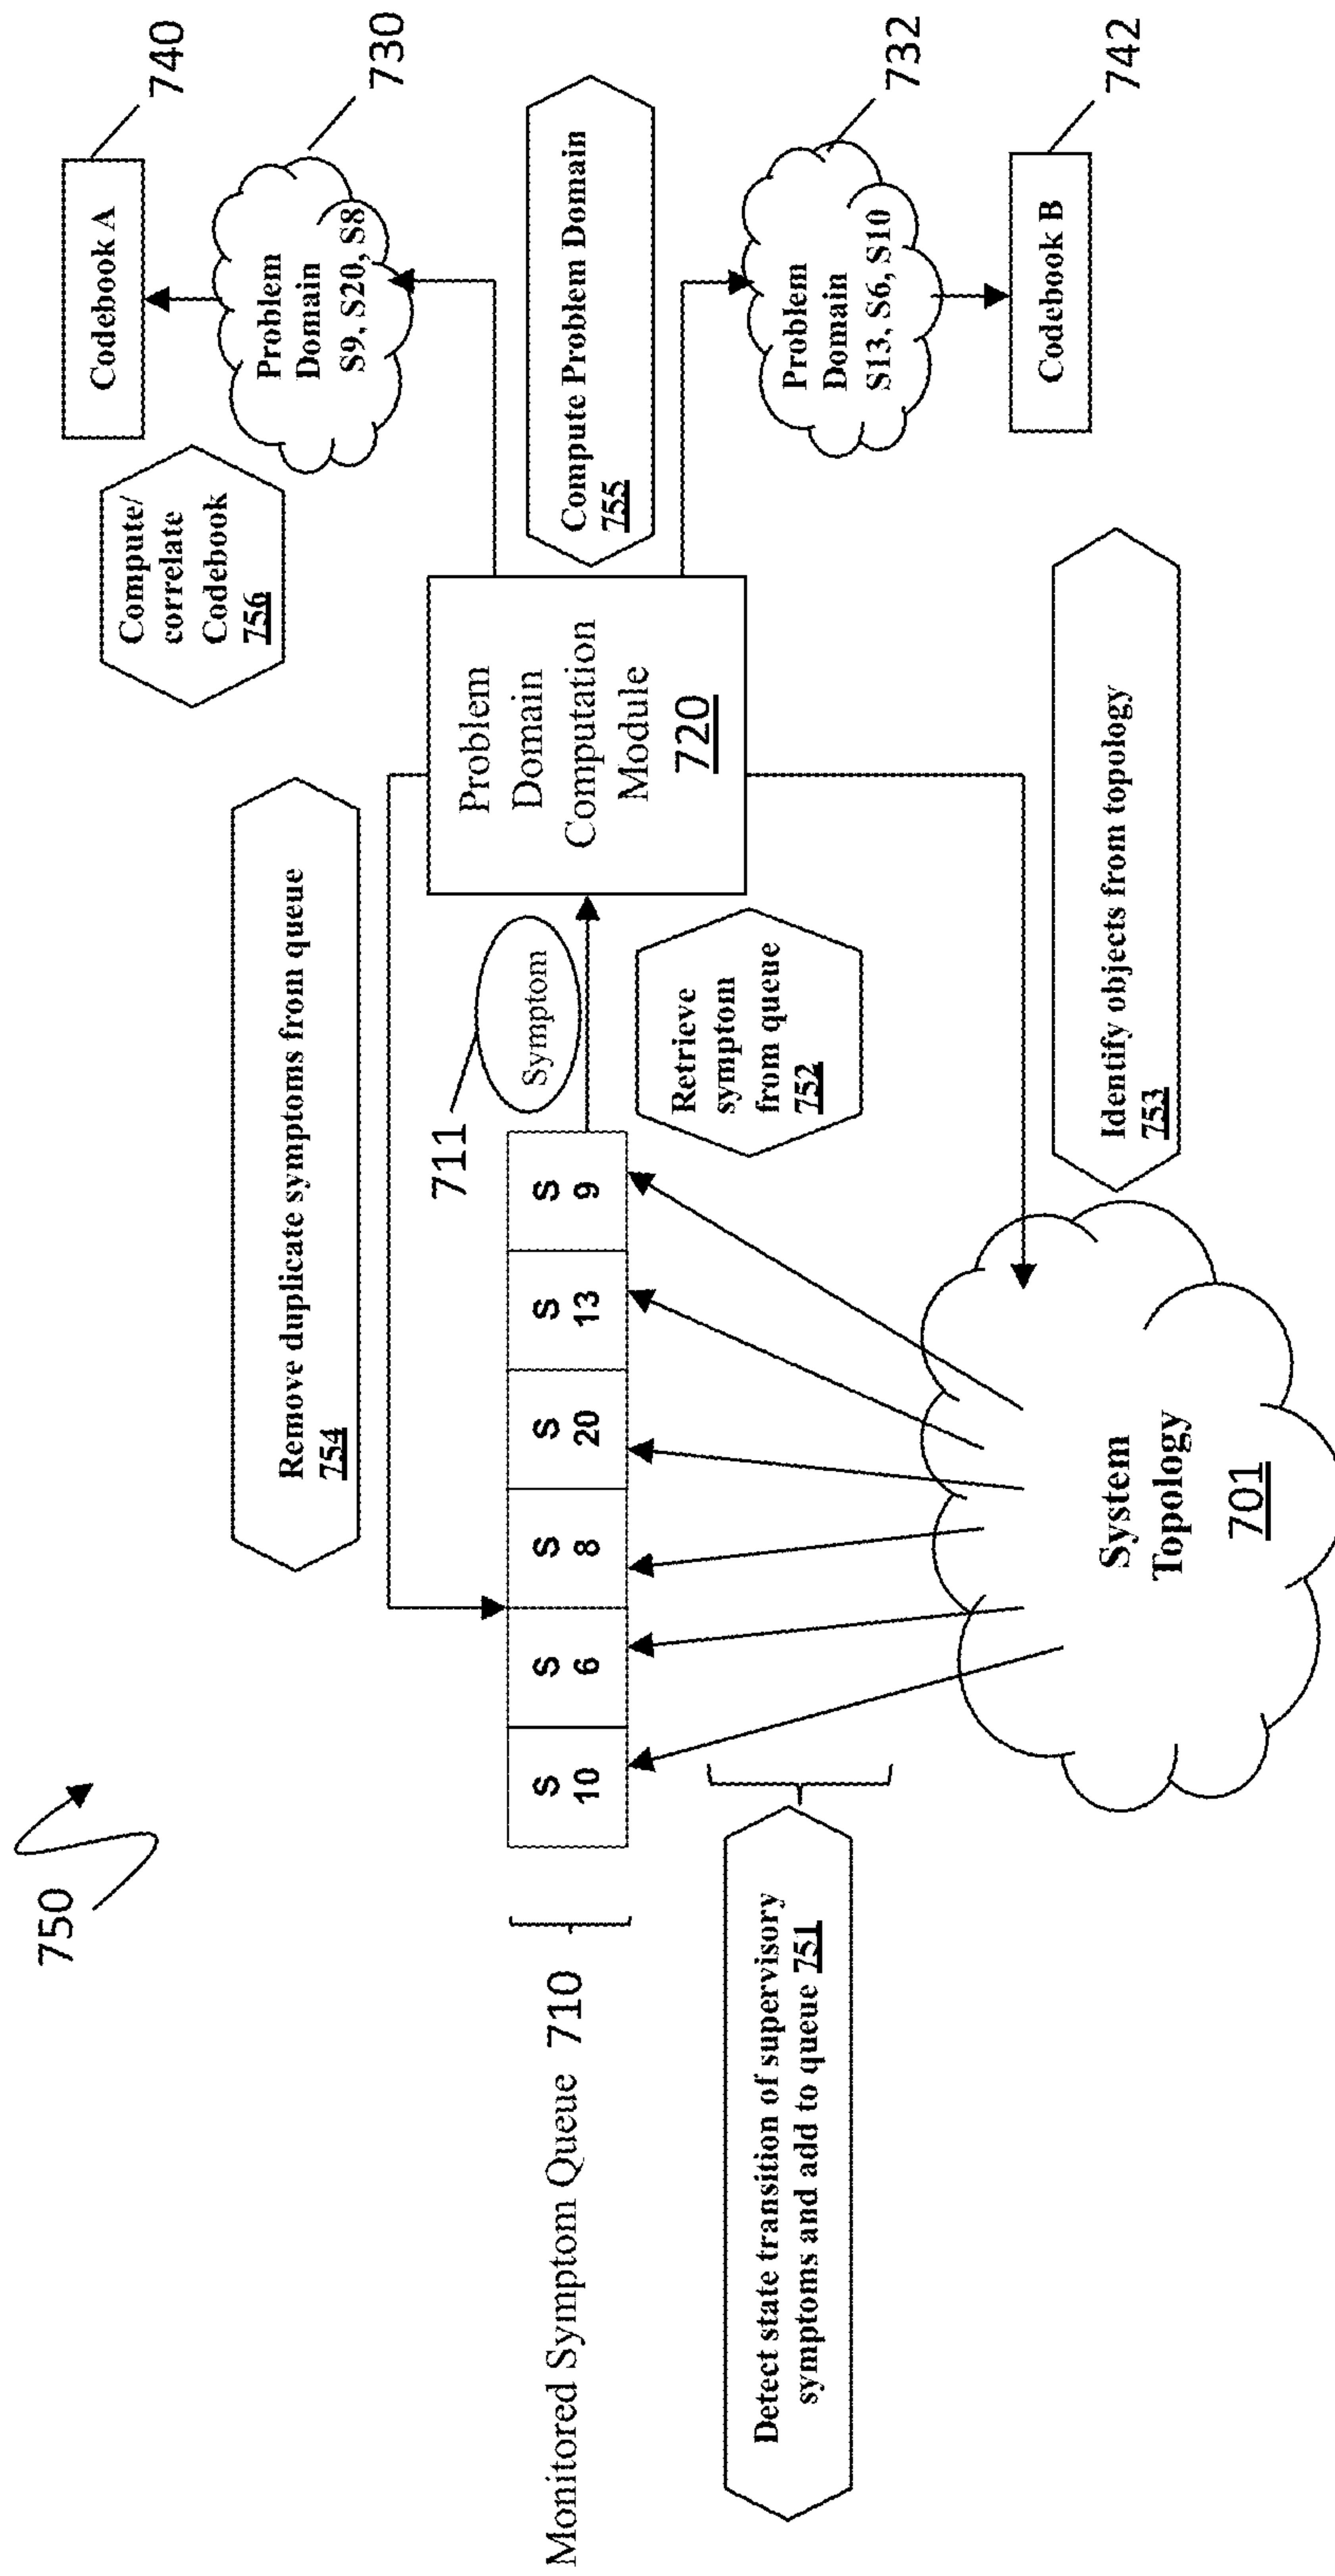 750
Remove duplicate symptoms from queue
754
Compute/
correlate
Codebook
756
Codebook A
740
Problem
Domain
S9, S20, S8
730
Monitored Symptom Queue 710
S
10
S
6
S
8
S
20
S
13
S
9
711
Symptom
Problem
Domain
Computation
Module
720
Compute Problem Domain
755
Retrieve
symptom
from queue
752
Problem
Domain
S13, S6, S10
732
Detect state transition of supervisory
symptoms and add to queue 751
System
Topology
701
Identify objects from topology
753
Codebook B
742